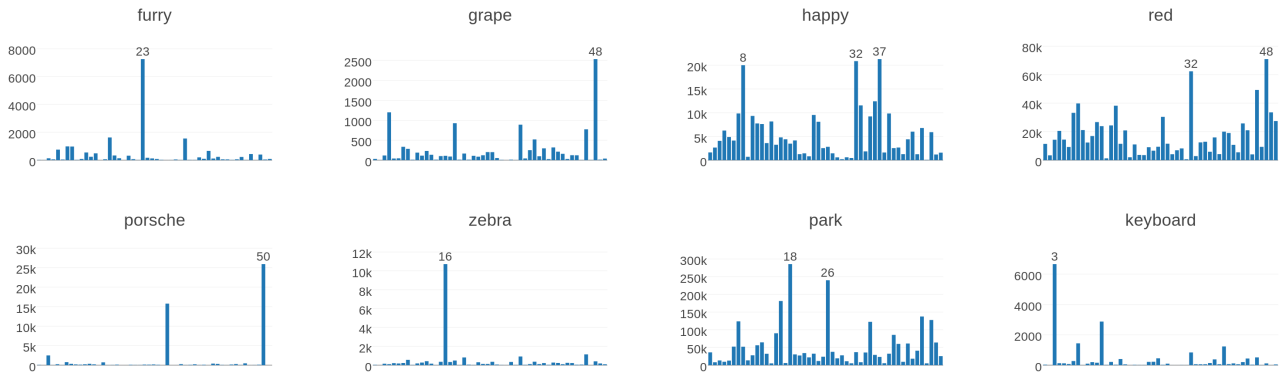 furry
8000
6000
4000
2000
0
23
grape
2500
2000
1500
1000
500
0
48
happy
20k
15k
10k
5k
0
8
32
37
red
80k
60k
40k
20k
0
32
48
porsche
30k
25k
20k
15k
10k
5k
0
50
zebra
12k
10k
8k
6k
4k
2k
0
16
park
300k
250k
200k
150k
100k
50k
0
18
26
keyboard
6000
4000
2000
0
3